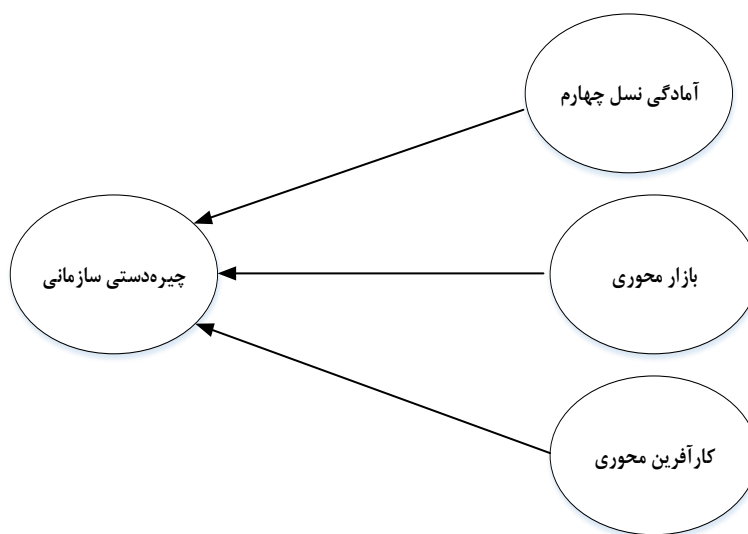 آمادگی نسل چهارم
چیره‌دستی سازمانی
بازار محوری
کارآفرین محوری